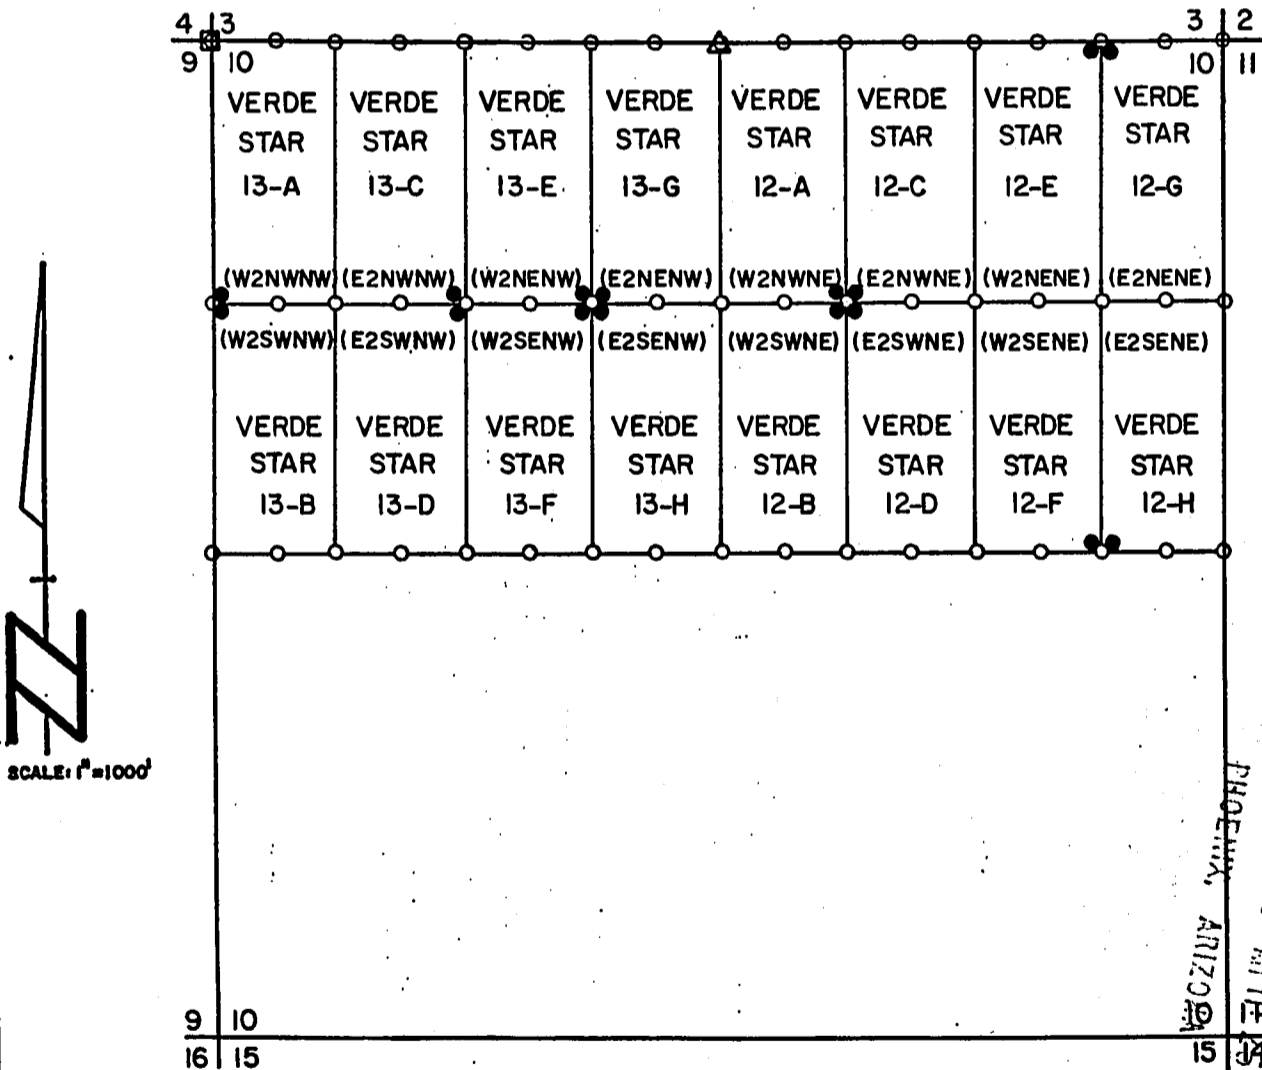 4 3
3 2
9 10
10 11
VERDE STAR 13-A
VERDE STAR 13-C
VERDE STAR 13-E
VERDE STAR 13-G
VERDE STAR 12-A
VERDE STAR 12-C
VERDE STAR 12-E
VERDE STAR 12-G
(W2NWNW) (E2NWNW) (W2NENW) (E2NENW) (W2NWNE) (E2NWNE) (W2NENE) (E2NENE)
(W2SWNW) (E2SWNW) (W2SENW) (E2SENW) (W2SWNE) (E2SWNE) (W2SENE) (E2SENE)
VERDE STAR 13-B
VERDE STAR 13-D
VERDE STAR 13-F
VERDE STAR 13-H
VERDE STAR 12-B
VERDE STAR 12-D
VERDE STAR 12-F
VERDE STAR 12-H
N
SCALE: 1"=1000'
PHOENIX, ARIZONA
9 10
16 15
10 11
15 14